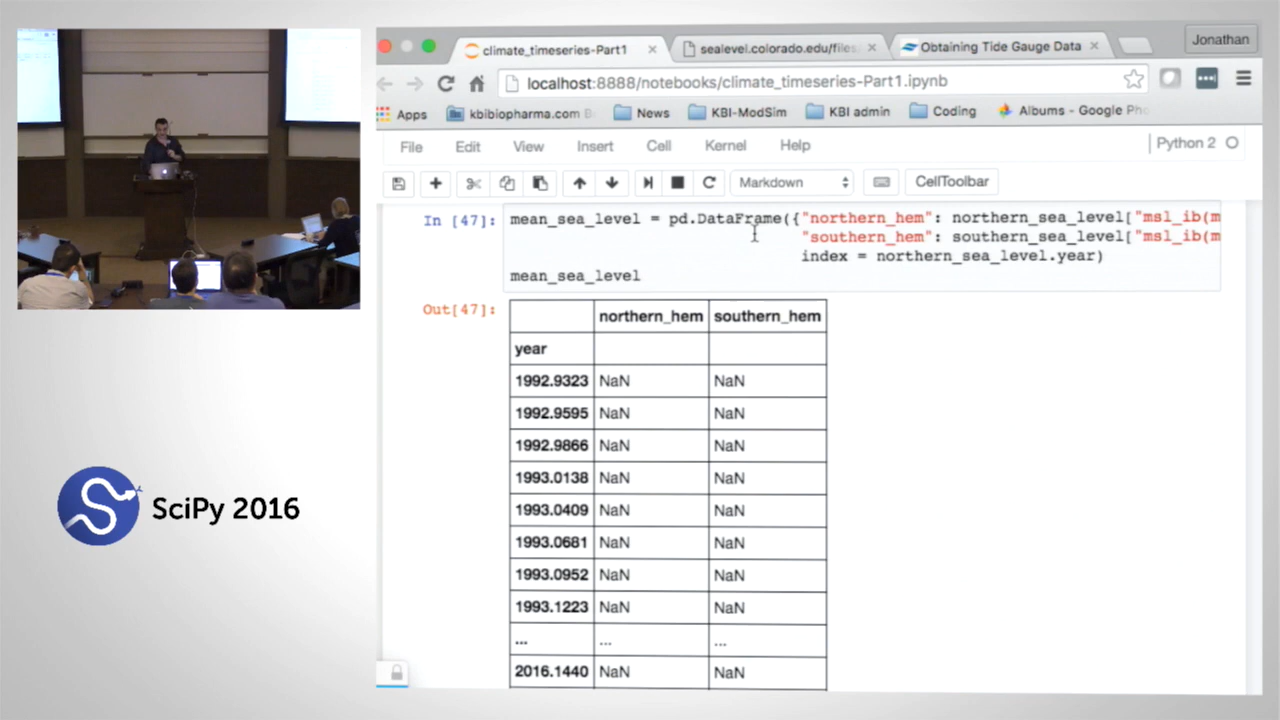 climate_timeseries-Part1
sealevel.colorado.edu/files
Obtaining Tide Gauge Data
Jonathan
localhost:8888/notebooks/climate_timeseries-Part1.ipynb
Apps
kbibiopharma.com
News
KBI-ModSim
KBI admin
Coding
Albums - Google Pho
File Edit View Insert Cell Kernel Help
Python 2
Markdown
CellToolbar
In [47]:
mean_sea_level = pd.DataFrame({"northern_hem": northern_sea_level["msl_ib(m
"southern_hem": southern_sea_level["msl_ib(m
index = northern_sea_level.year)
mean_sea_level
Out[47]:
northern_hem southern_hem
year
1992.9323 NaN NaN
1992.9595 NaN NaN
1992.9866 NaN NaN
1993.0138 NaN NaN
1993.0409 NaN NaN
1993.0681 NaN NaN
1993.0952 NaN NaN
1993.1223 NaN NaN
... ... ...
2016.1440 NaN NaN
S
SciPy 2016